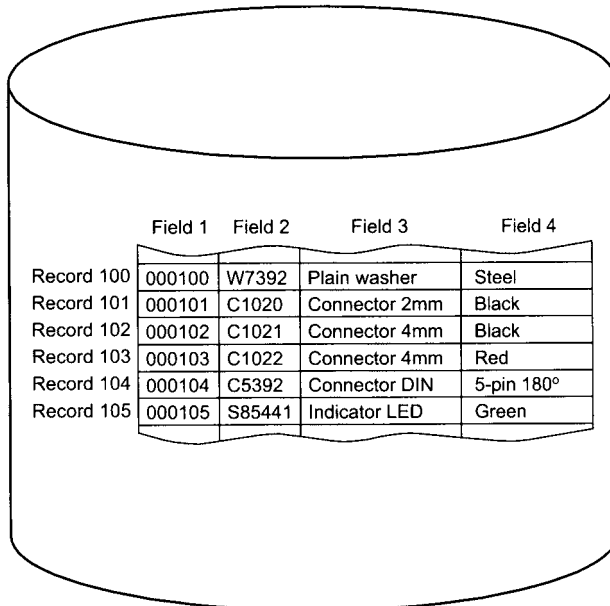 Field 1 Field 2 Field 3 Field 4
Record 100 000100 W7392 Plain washer Steel
Record 101 000101 C1020 Connector 2mm Black
Record 102 000102 C1021 Connector 4mm Black
Record 103 000103 C1022 Connector 4mm Red
Record 104 000104 C5392 Connector DIN 5-pin 180º
Record 105 000105 S85441 Indicator LED Green